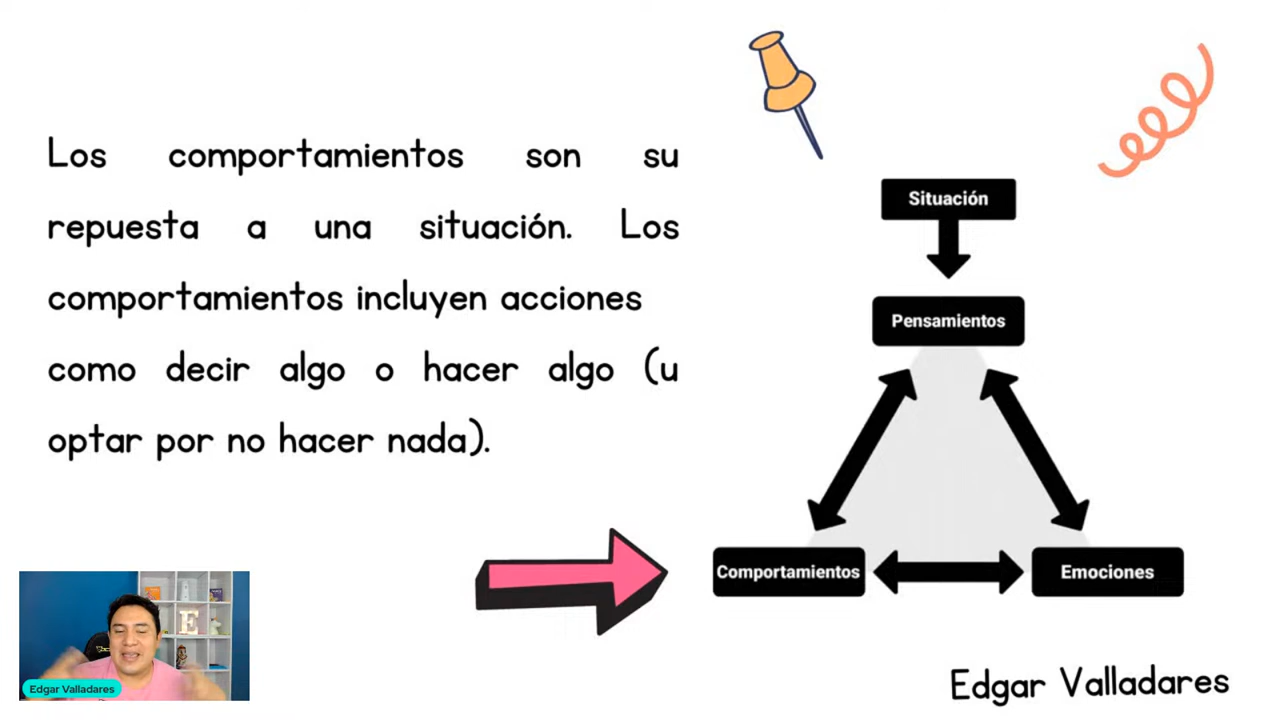 Los comportamientos son su
repuesta a una situación. Los
comportamientos incluyen acciones
como decir algo o hacer algo (u
optar por no hacer nada).
Situación
Pensamientos
Comportamientos
Emociones
E
Edgar Valladares
Edgar Valladares